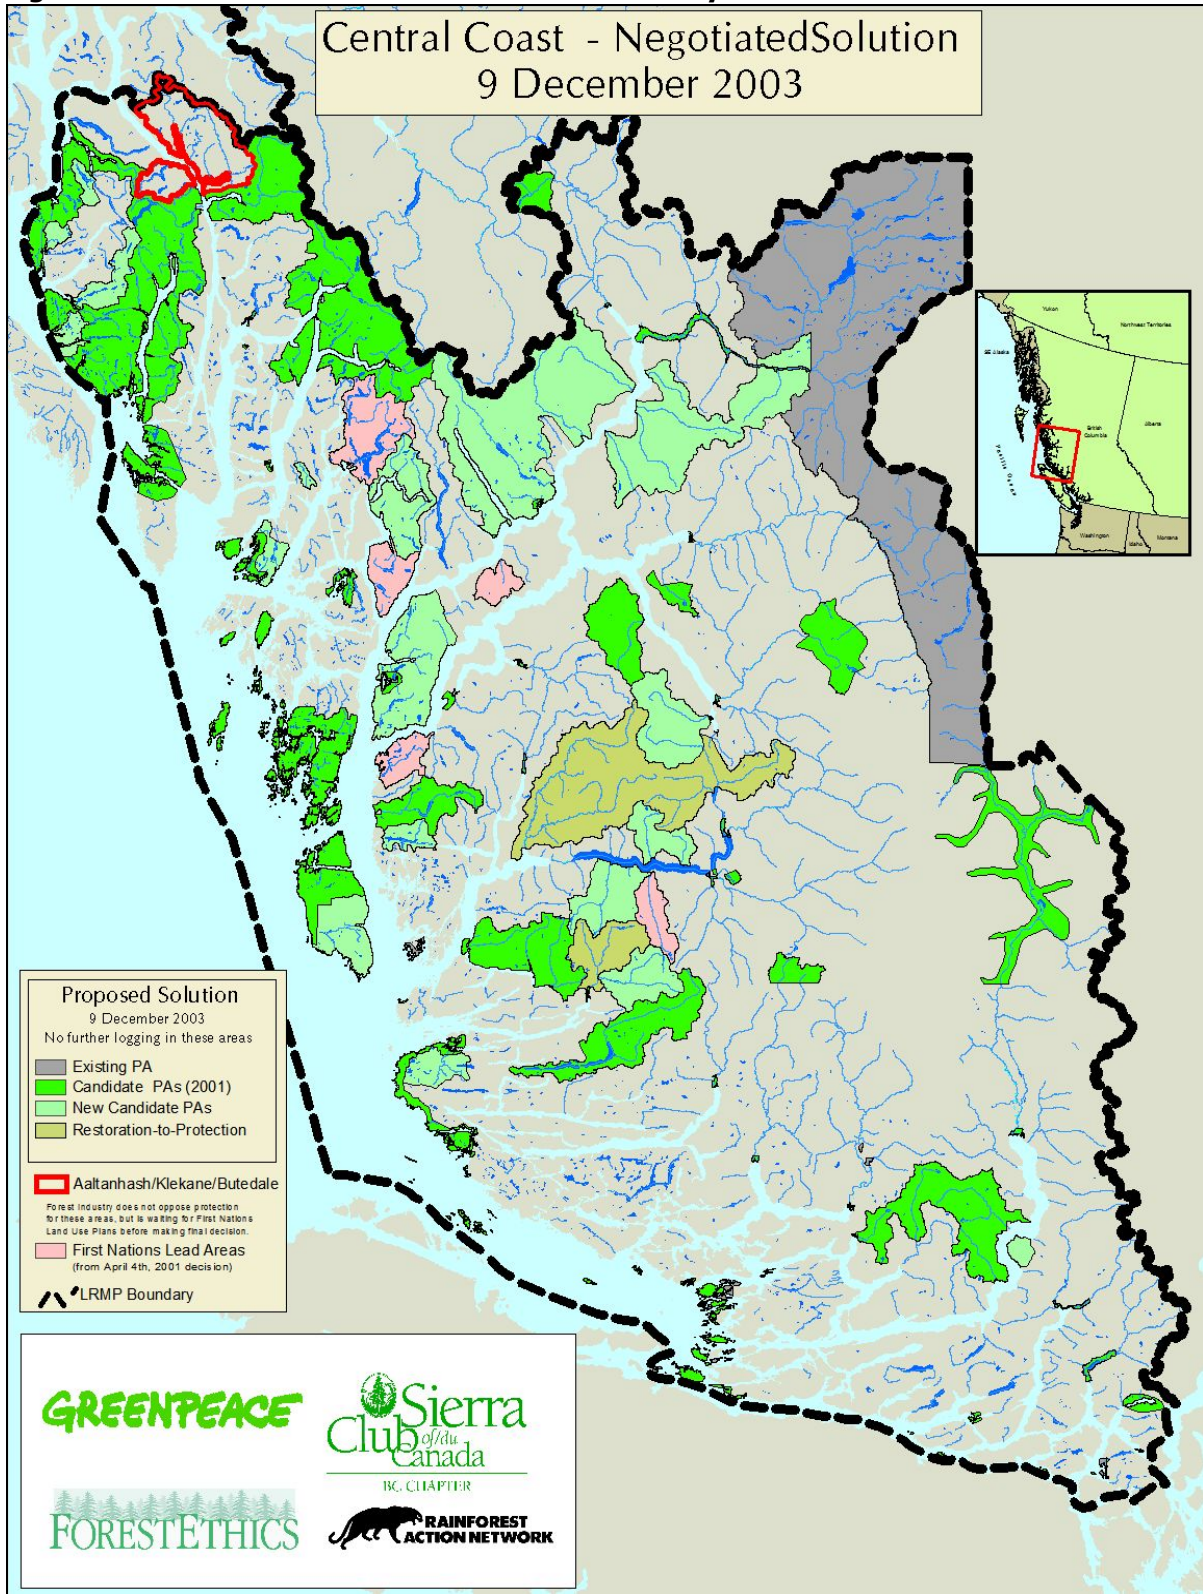 Central Coast - NegotiatedSolution
9 December 2003
Yukon
Northwest Territories
SE Alaska
British
Columbia
Alberta
Pacific Ocean
Washington
Idaho
Montana
Proposed Solution
9 December 2003
No further logging in these areas
Existing PA
Candidate PAs (2001)
New Candidate PAs
Restoration-to-Protection
Aaltanhash/Klekane/Butedale
Forest Industry does not oppose protection
for these areas, but is waiting for First Nations
Land Use Plans before making final decision.
First Nations Lead Areas
(from April 4th, 2001 decision)
LRMP Boundary
GREENPEACE
Sierra
Club of/du
Canada
BC CHAPTER
FORESTETHICS
RAINFOREST
ACTION NETWORK